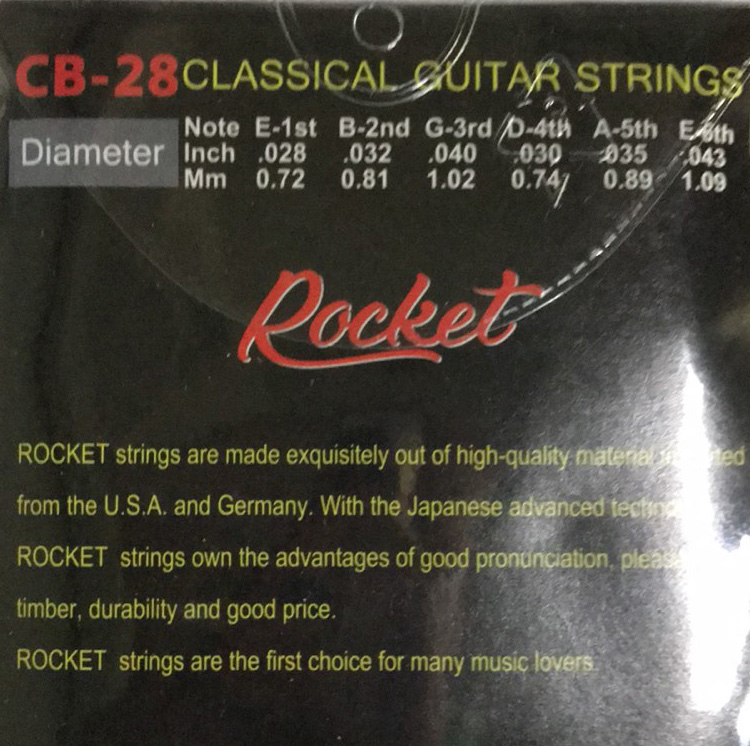 CB-28 CLASSICAL GUITAR STRINGS
Diameter
Note E-1st B-2nd G-3rd D-4th A-5th E-6th
Inch .028 .032 .040 .030 .035 .043
Mm 0.72 0.81 1.02 0.74 0.89 1.09
Rocket
ROCKET strings are made exquisitely out of high-quality material
from the U.S.A. and Germany. With the Japanese advanced
ROCKET strings own the advantages of good pronunciation,
timber, durability and good price.
ROCKET strings are the first choice for many music lovers.